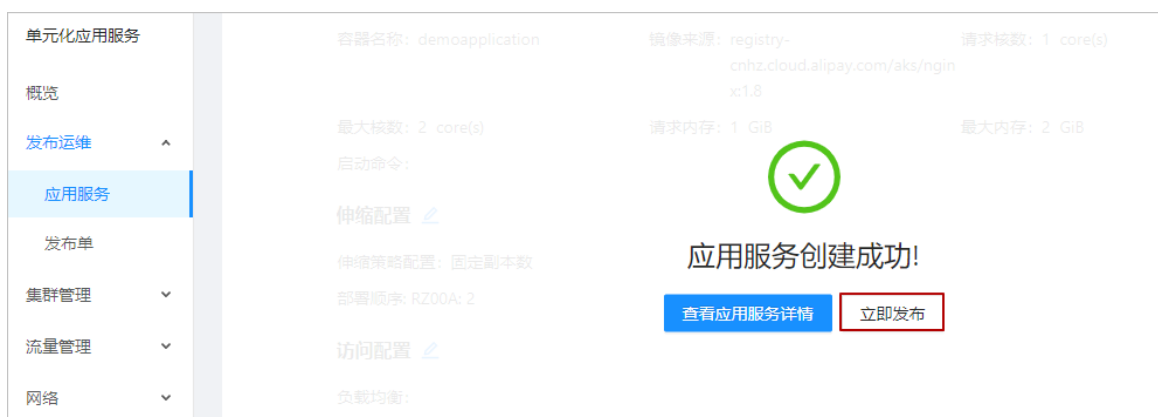 单元化应用服务
概览
发布运维
应用服务
发布单
集群管理
流量管理
网络
容器名称：demoapplication
镜像来源：registry-
cnhz.cloud.alipay.com/aks/ngin
x:1.8
请求核数：1 core(s)
最大核数：2 core(s)
请求内存：1 GiB
最大内存：2 GiB
启动命令：
伸缩配置
伸缩策略配置：固定副本数
部署顺序: RZ00A: 2
访问配置
负载均衡：
应用服务创建成功!
查看应用服务详情
立即发布